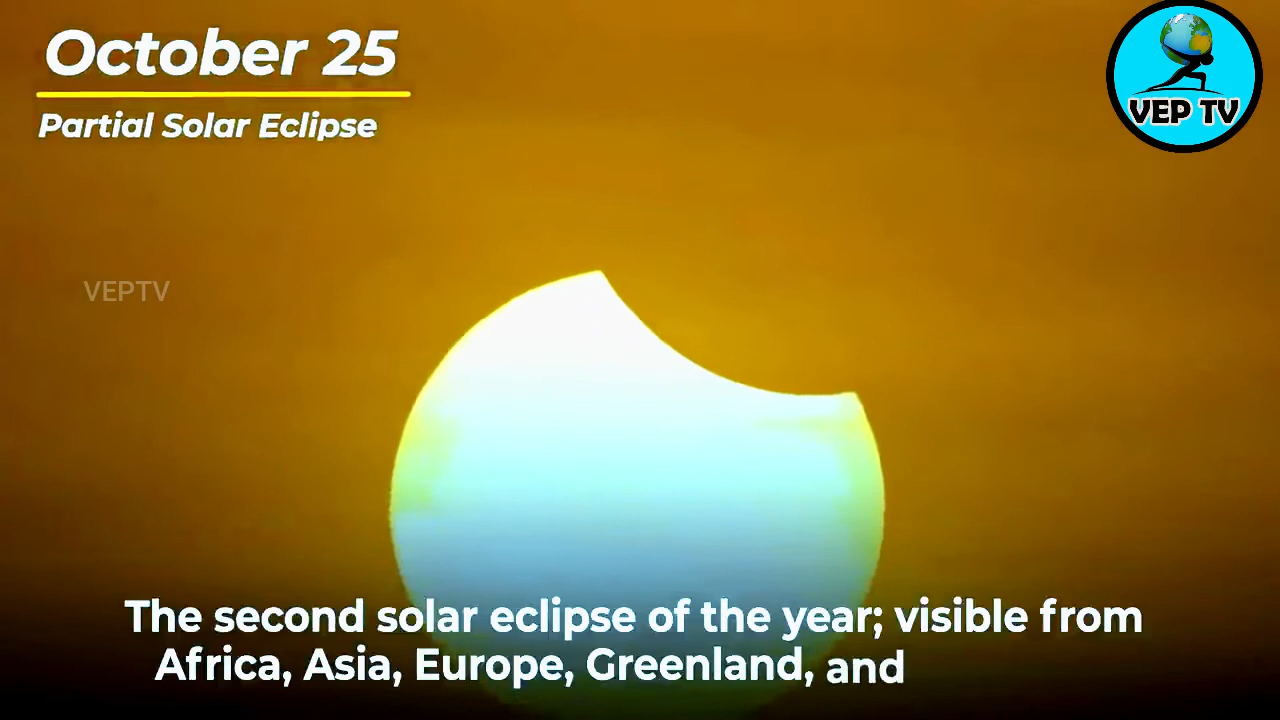 October 25
Partial Solar Eclipse
VEP TV
VEPTV
The second solar eclipse of the year; visible from
Africa, Asia, Europe, Greenland, and